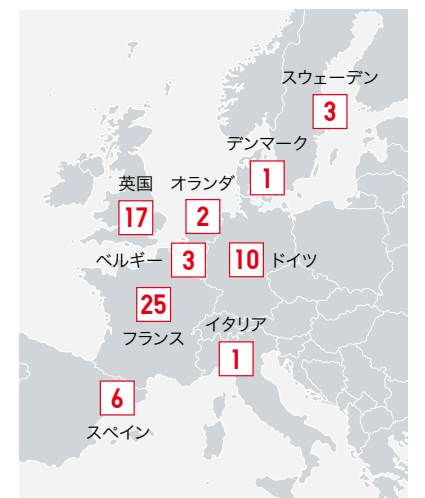 スウェーデン
3
デンマーク
1
英国
17
オランダ
2
ベルギー
3
10
ドイツ
25
フランス
イタリア
1
6
スペイン